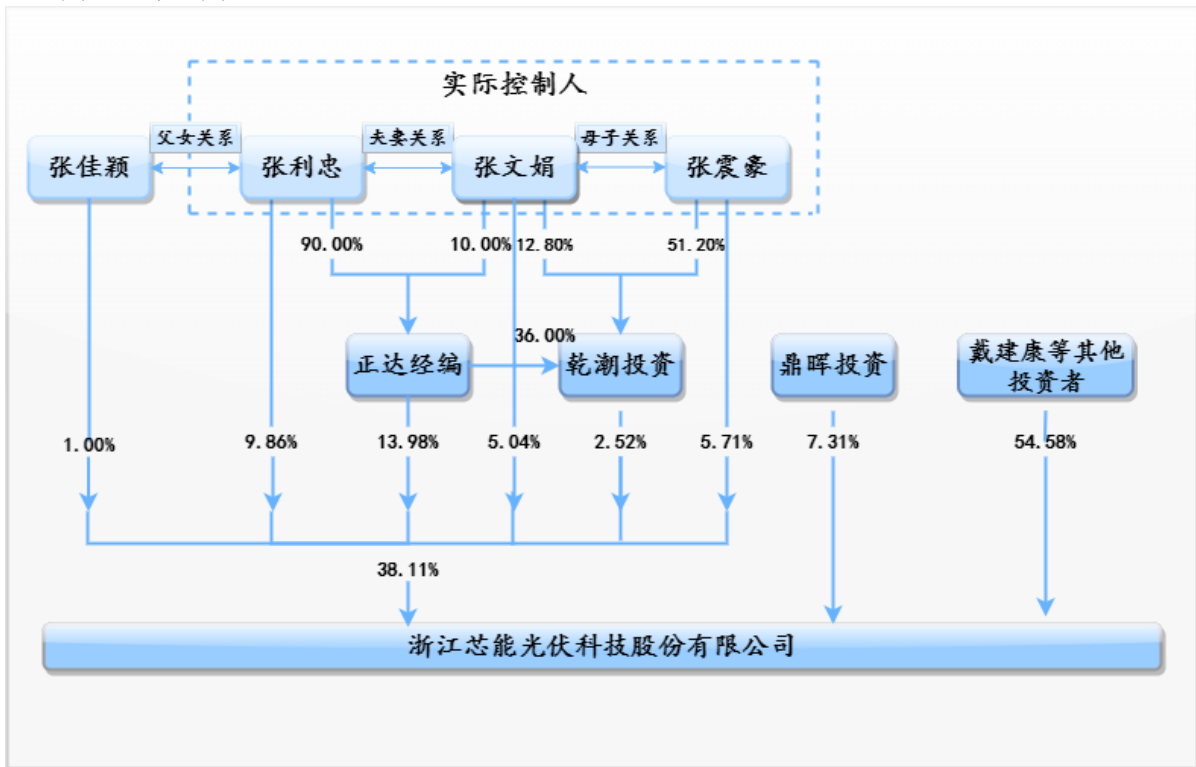 实际控制人
父女关系
夫妻关系
母子关系
张佳颖
张利忠
张文娟
张震豪
90.00%
10.00%
12.80%
51.20%
36.00%
正达经编
乾潮投资
鼎晖投资
戴建康等其他
投资者
1.00%
9.86%
13.98%
5.04%
2.52%
5.71%
7.31%
54.58%
38.11%
浙江芯能光伏科技股份有限公司